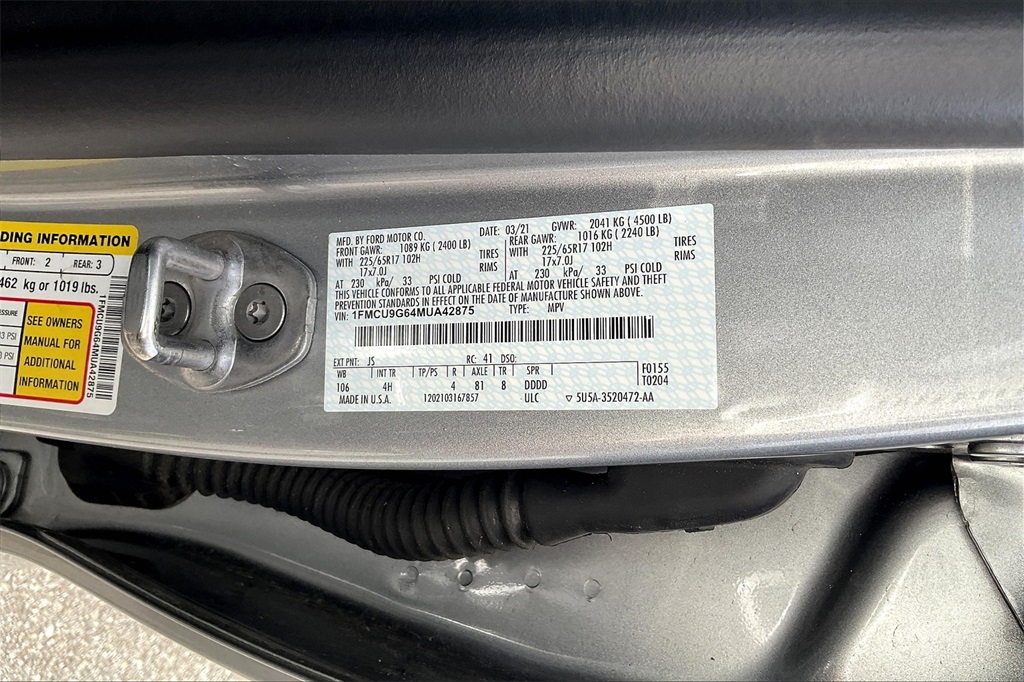 DING INFORMATION
FRONT: 2 REAR: 3
462 kg or 1019 lbs.
PRESSURE
33 PSI
3 PSI
SEE OWNERS
MANUAL FOR
ADDITIONAL
INFORMATION
1FMCU9G64MUA42875
MFD. BY FORD MOTOR CO. DATE: 03/21 GVWR: 2041 KG ( 4500 LB)
FRONT GAWR: 1089 KG ( 2400 LB) REAR GAWR: 1016 KG ( 2240 LB)
WITH 225/65R17 102H TIRES WITH 225/65R17 102H TIRES
17x7.0J RIMS 17x7.0J RIMS
AT 230 kPa/ 33 PSI COLD AT 230 kPa/ 33 PSI COLD
THIS VEHICLE CONFORMS TO ALL APPLICABLE FEDERAL MOTOR VEHICLE SAFETY AND THEFT
PREVENTION STANDARDS IN EFFECT ON THE DATE OF MANUFACTURE SHOWN ABOVE.
VIN: 1FMCU9G64MUA42875 TYPE: MPV
EXT PNT: JS RC: 41 DSO:
WB INT TR TP/PS R AXLE TR SPR F0155
106 4H 4 81 8 DDDD T0204
MADE IN U.S.A. 1202103167857 ULC ▽ 5U5A-3520472-AA